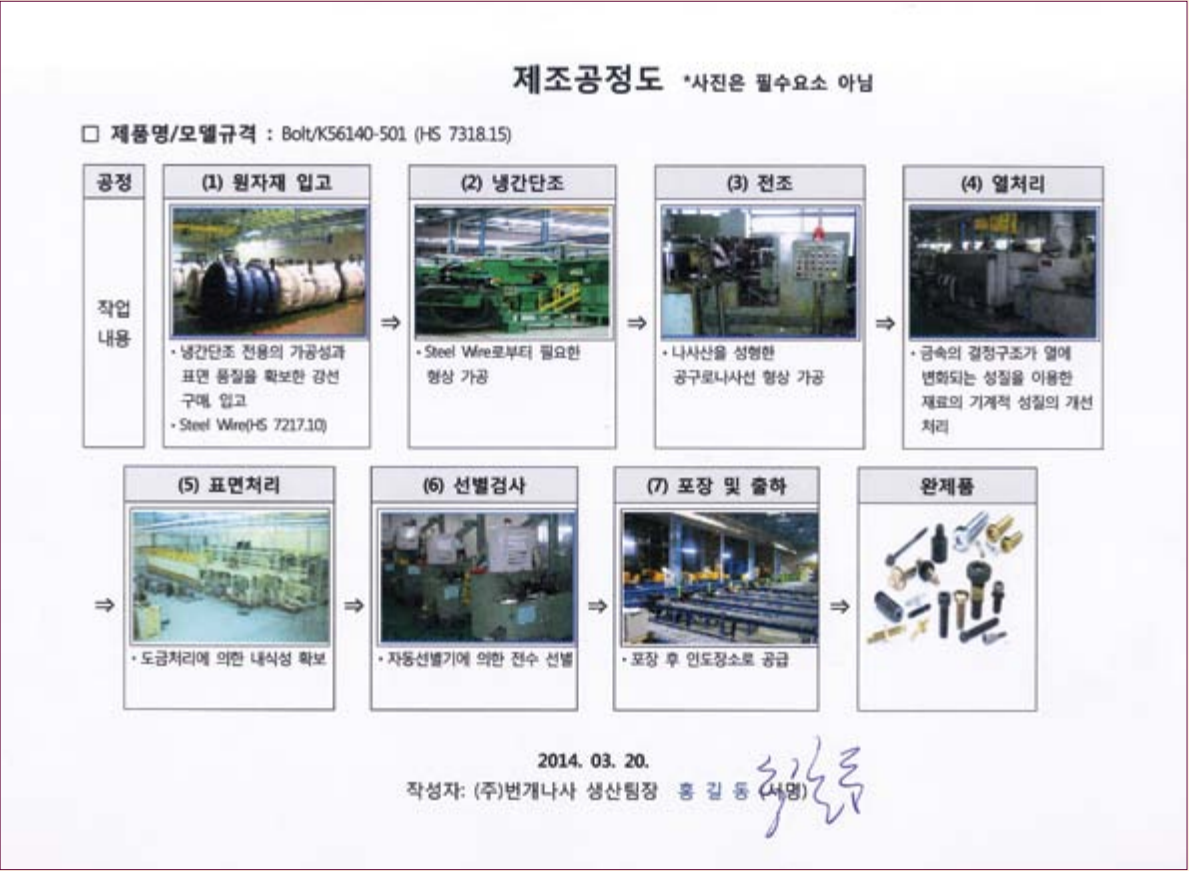 제조공정도 *사진은 필수요소 아님
□ 제품명/모델규격 : Bolt/K56140-501 (HS 7318.15)
공정
작업
내용
(1) 원자재 입고
· 냉간단조 전용의 가공성과
표면 품질을 확보한 강선
구매, 입고
· Steel Wire(HS 7217.10)
⇒
(2) 냉간단조
· Steel Wire로부터 필요한
형상 가공
⇒
(3) 전조
· 나사산을 성형한
공구로나사선 형상 가공
⇒
(4) 열처리
· 금속의 결정구조가 열에
변화되는 성질을 이용한
재료의 기계적 성질의 개선
처리
⇒
(5) 표면처리
· 도금처리에 의한 내식성 확보
⇒
(6) 선별검사
· 자동선별기에 의한 전수 선별
⇒
(7) 포장 및 출하
· 포장 후 인도장소로 공급
⇒
완제품
2014. 03. 20.
작성자: (주)번개나사 생산팀장 홍 길 동 (서명)